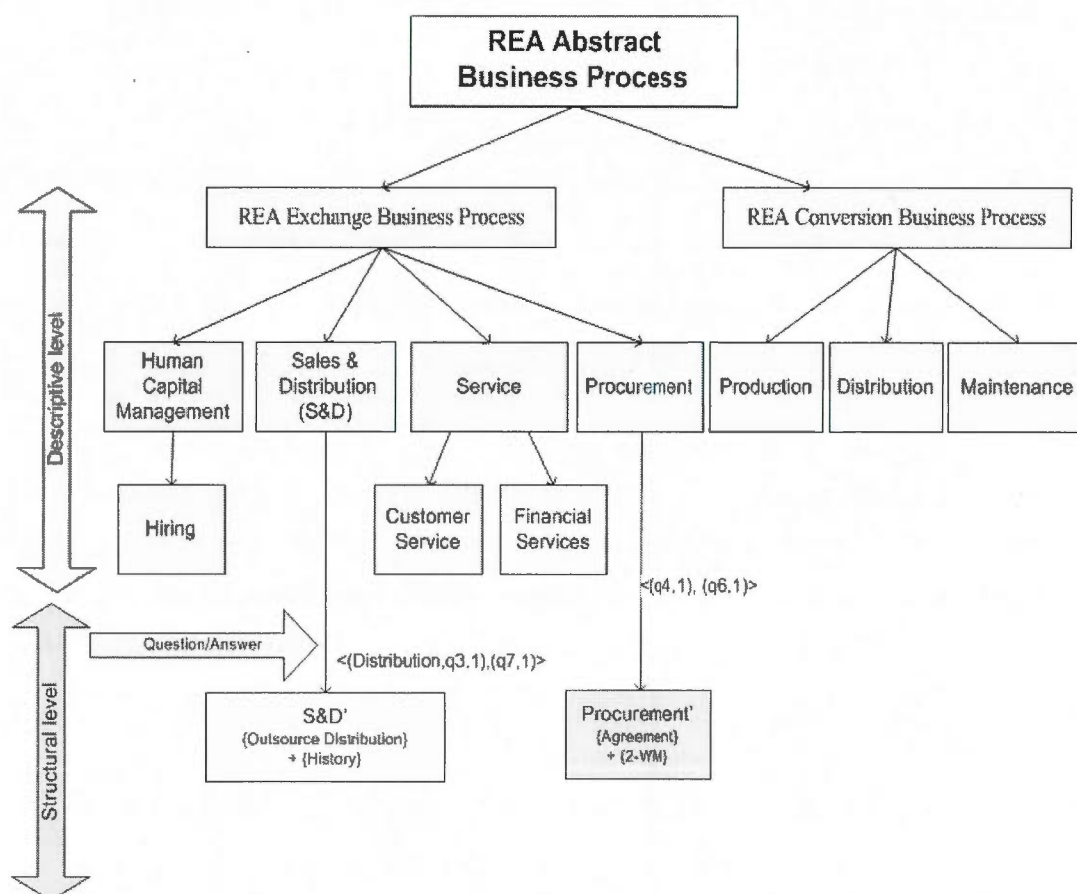 REA Abstract
Business Process
REA Exchange Business Process
REA Conversion Business Process
Descriptive level
Human
Capital
Management
Sales &
Distribution
(S&D)
Service
Procurement
Production
Distribution
Maintenance
Hiring
Customer
Service
Financial
Services
<(q4,1), (q6,1)>
Question/Answer
<(Distribution,q3,1),(q7,1)>
Structural level
S&D'
{Outsource Distribution}
+ {History}
Procurement'
{Agreement}
+ {2-WM}